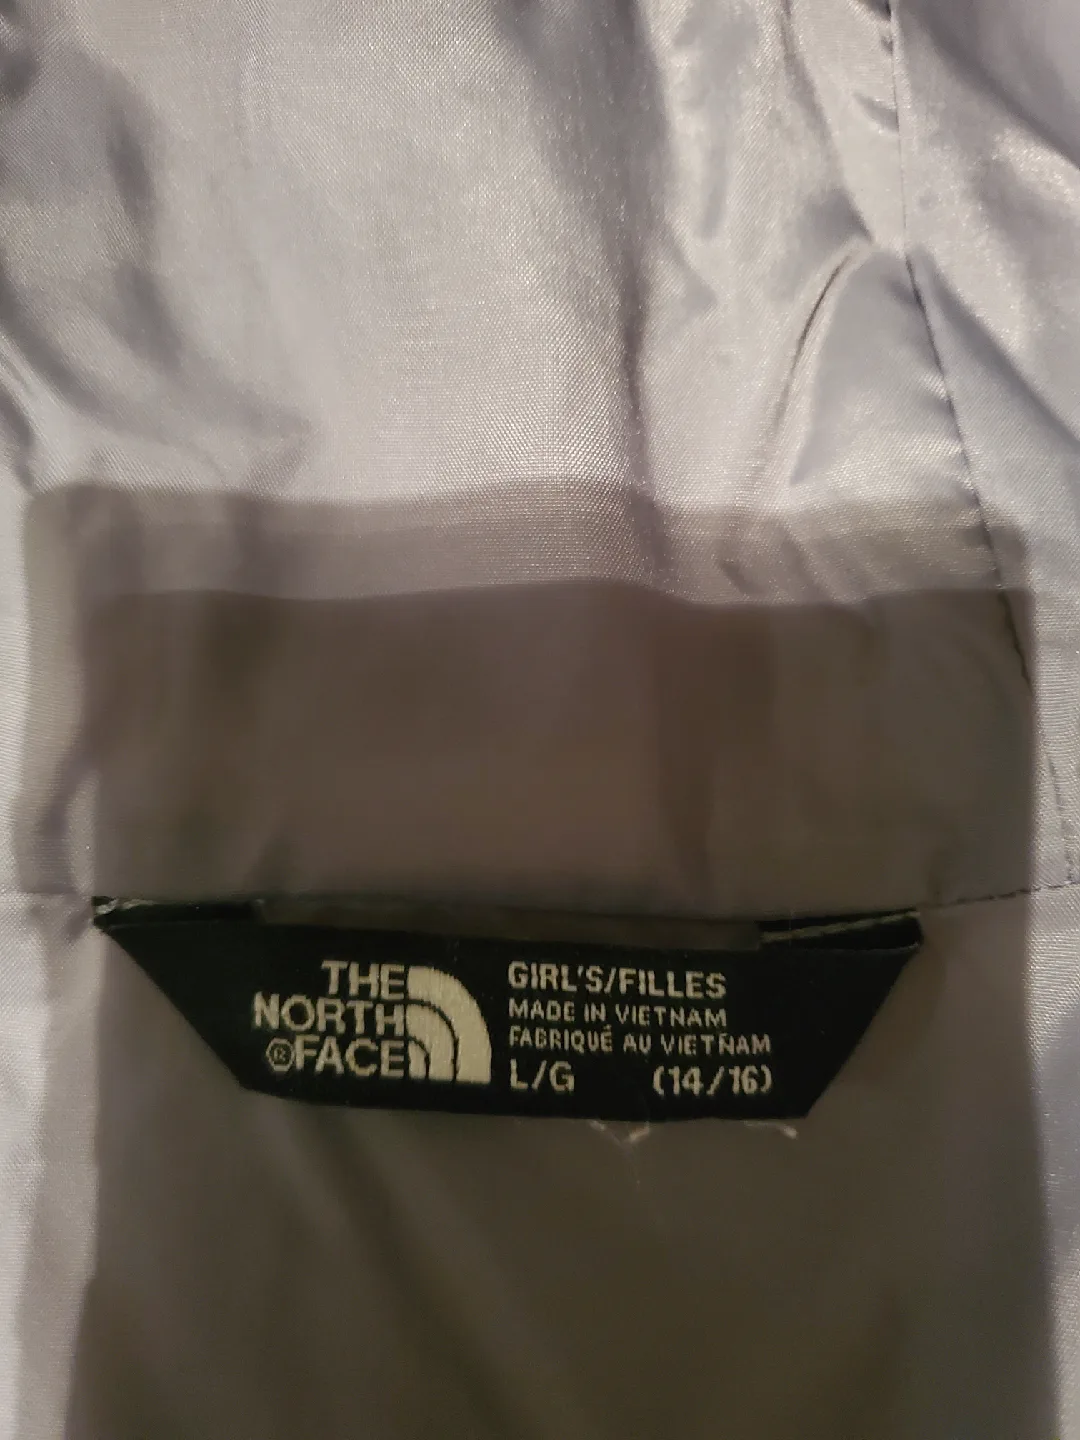 THE
NORTH
®FACE
GIRL'S/FILLES
MADE IN VIETNAM
FABRIQUÉ AU VIETNAM
L/G (14/16)